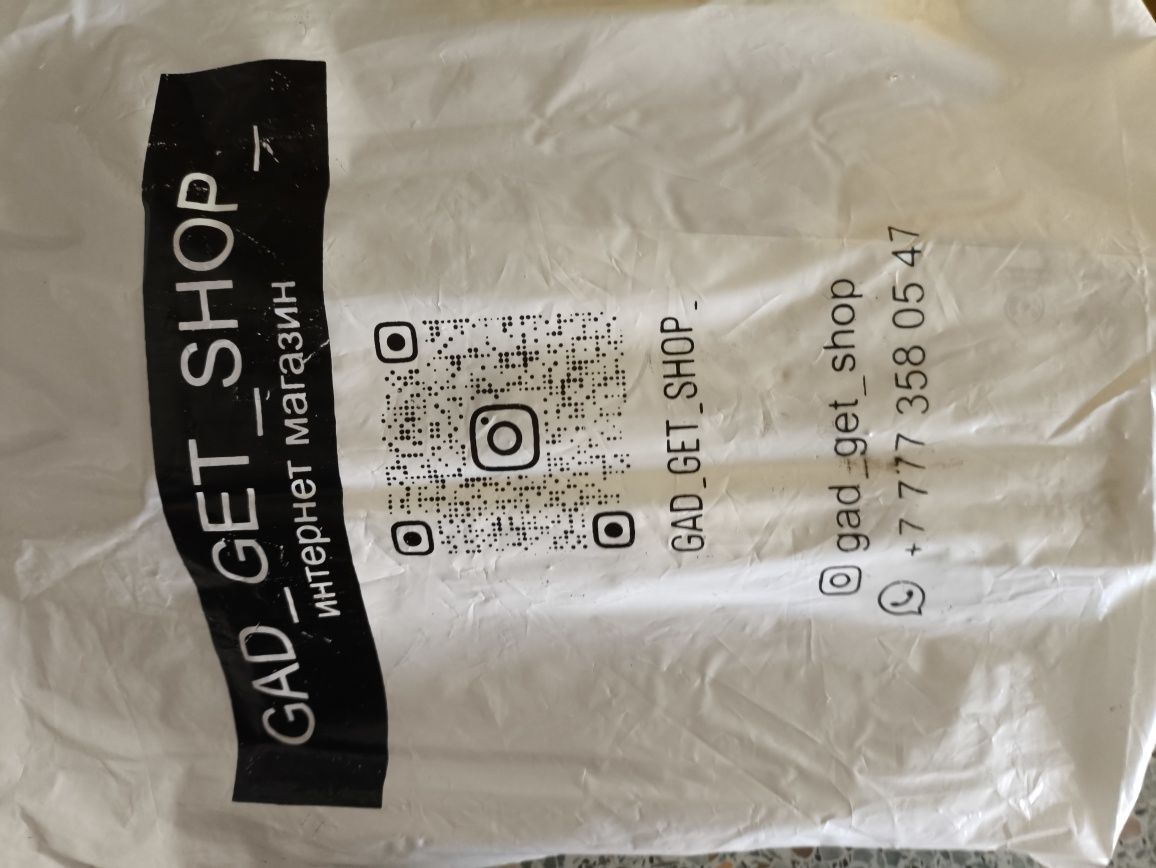 GAD_GET_SHOP_
интернет магазин
GAD_GET_SHOP_
gad_get_shop
+7 777 358 05 47